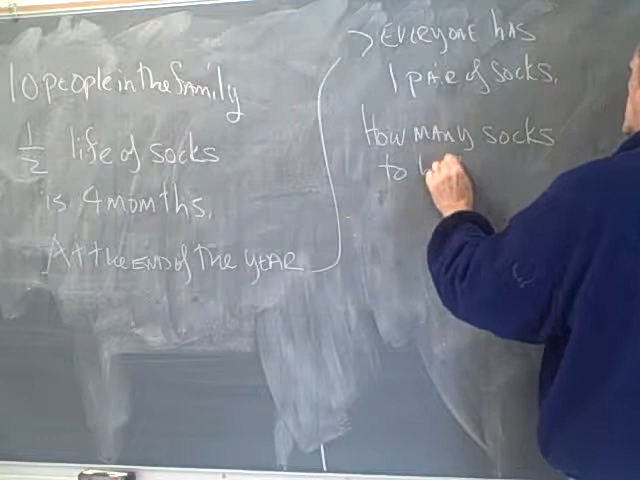 10 people in the family
1/2 life of socks
is 4 months.
At the end of the year
> everyone has
1 pair of socks.
How many socks
to